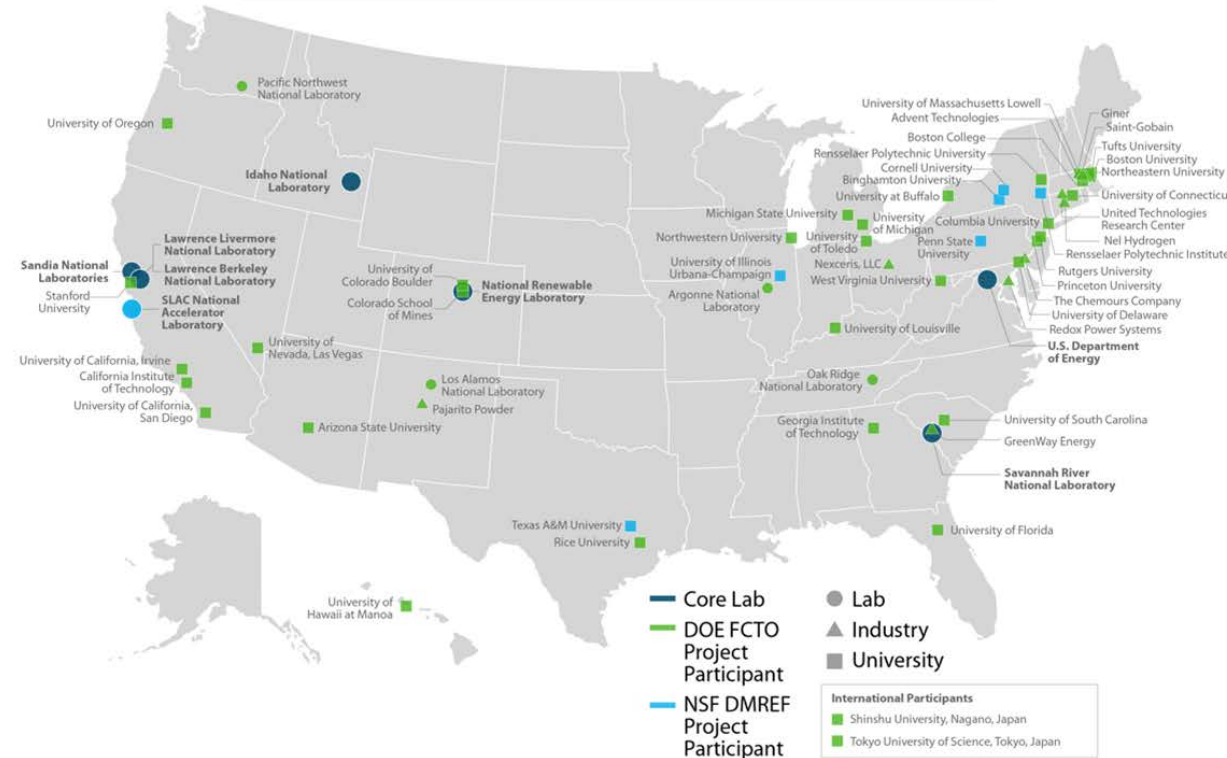 Pacific Northwest
National Laboratory
University of Oregon
Idaho National
Laboratory
Lawrence Livermore
National Laboratory
Sandia National
Laboratories
Lawrence Berkeley
National Laboratory
Stanford
University
SLAC National
Accelerator
Laboratory
University of
Colorado Boulder
Colorado School
of Mines
National Renewable
Energy Laboratory
University of
Nevada, Las Vegas
University of California, Irvine
California Institute
of Technology
University of California,
San Diego
Los Alamos
National Laboratory
Pajarito Powder
Arizona State University
Texas A&M University
Rice University
University of
Hawaii at Manoa
University of Massachusetts Lowell
Advent Technologies
Boston College
Rensselaer Polytechnic University
Cornell University
Binghamton University
University at Buffalo
Michigan State University
University
of Michigan
Columbia University
Northwestern University
University
of Toledo
Penn State
University
University of Illinois
Urbana-Champaign
Nexceris, LLC
West Virginia University
Argonne National
Laboratory
University of Louisville
Oak Ridge
National Laboratory
Georgia Institute
of Technology
Giner
Saint-Gobain
Tufts University
Boston University
Northeastern University
University of Connecticu
United Technologies
Research Center
Nel Hydrogen
Rensselaer Polytechnic Institute
Rutgers University
Princeton University
The Chemours Company
University of Delaware
Redox Power Systems
U.S. Department
of Energy
University of South Carolina
GreenWay Energy
Savannah River
National Laboratory
University of Florida
Core Lab
DOE FCTO
Project
Participant
NSF DMREF
Project
Participant
Lab
Industry
University
International Participants
Shinshu University, Nagano, Japan
Tokyo University of Science, Tokyo, Japan